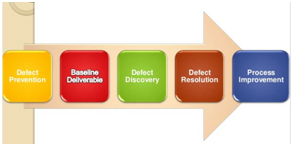 Defect
Prevention
Baseline
Deliverable
Defect
Discovery
Defect
Resolution
Process
Improvement